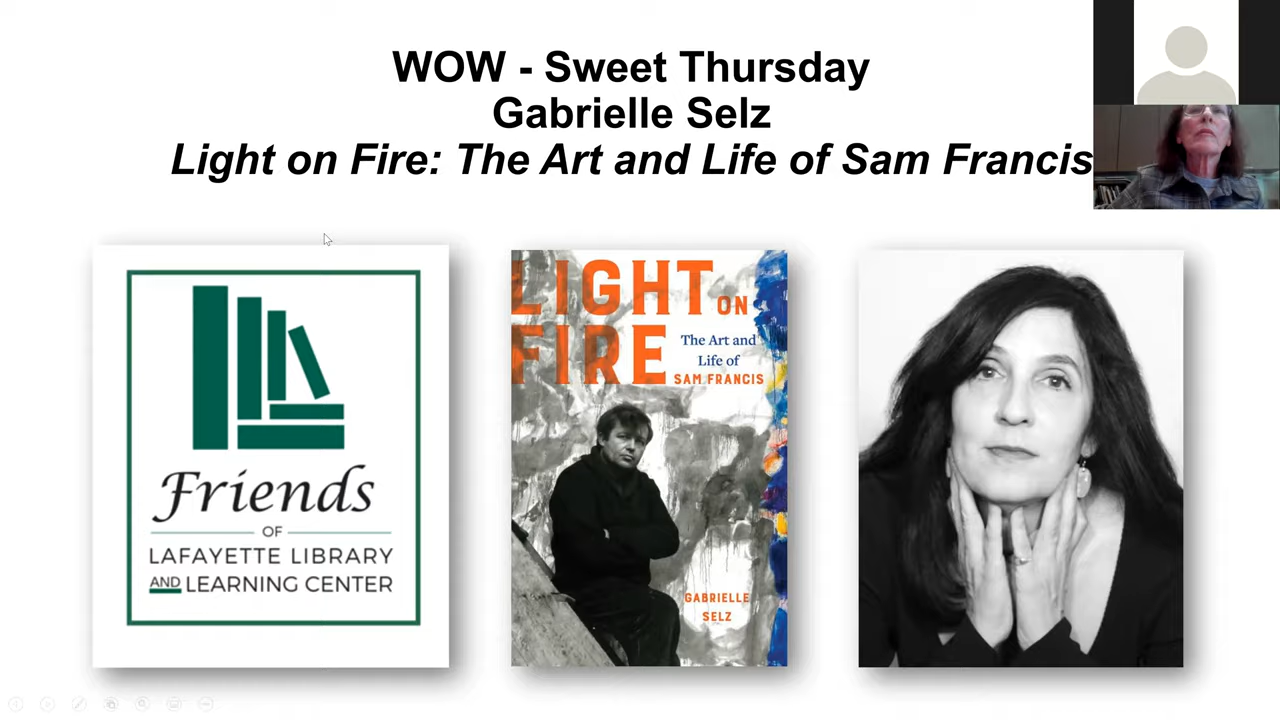 WOW - Sweet Thursday
Gabrielle Selz
Light on Fire: The Art and Life of Sam Francis
Friends
OF
LAFAYETTE LIBRARY
AND LEARNING CENTER
LIGHT ON
FIRE
The Art and
Life of
SAM FRANCIS
GABRIELLE
SELZ